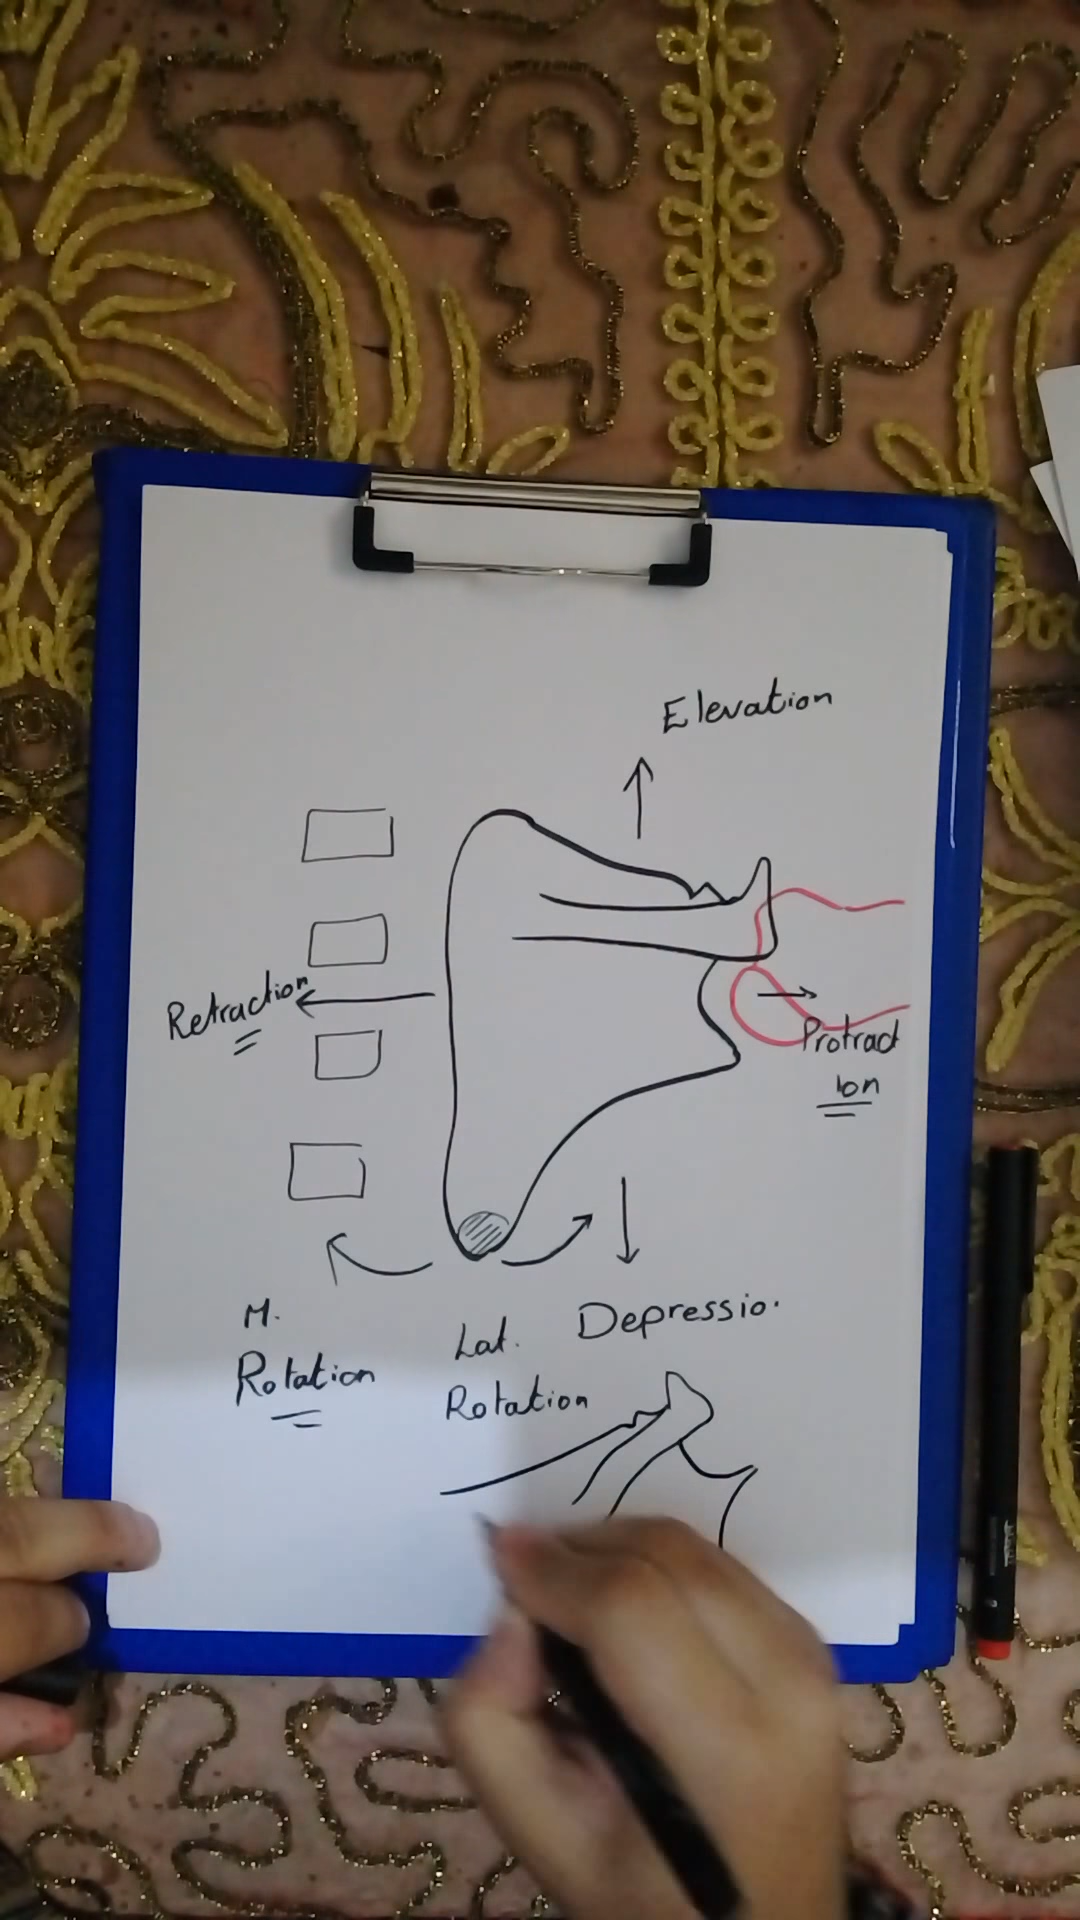 Elevation
Retraction
Protract
ion
M.
Rotation
Lat.
Rotation
Depressio.